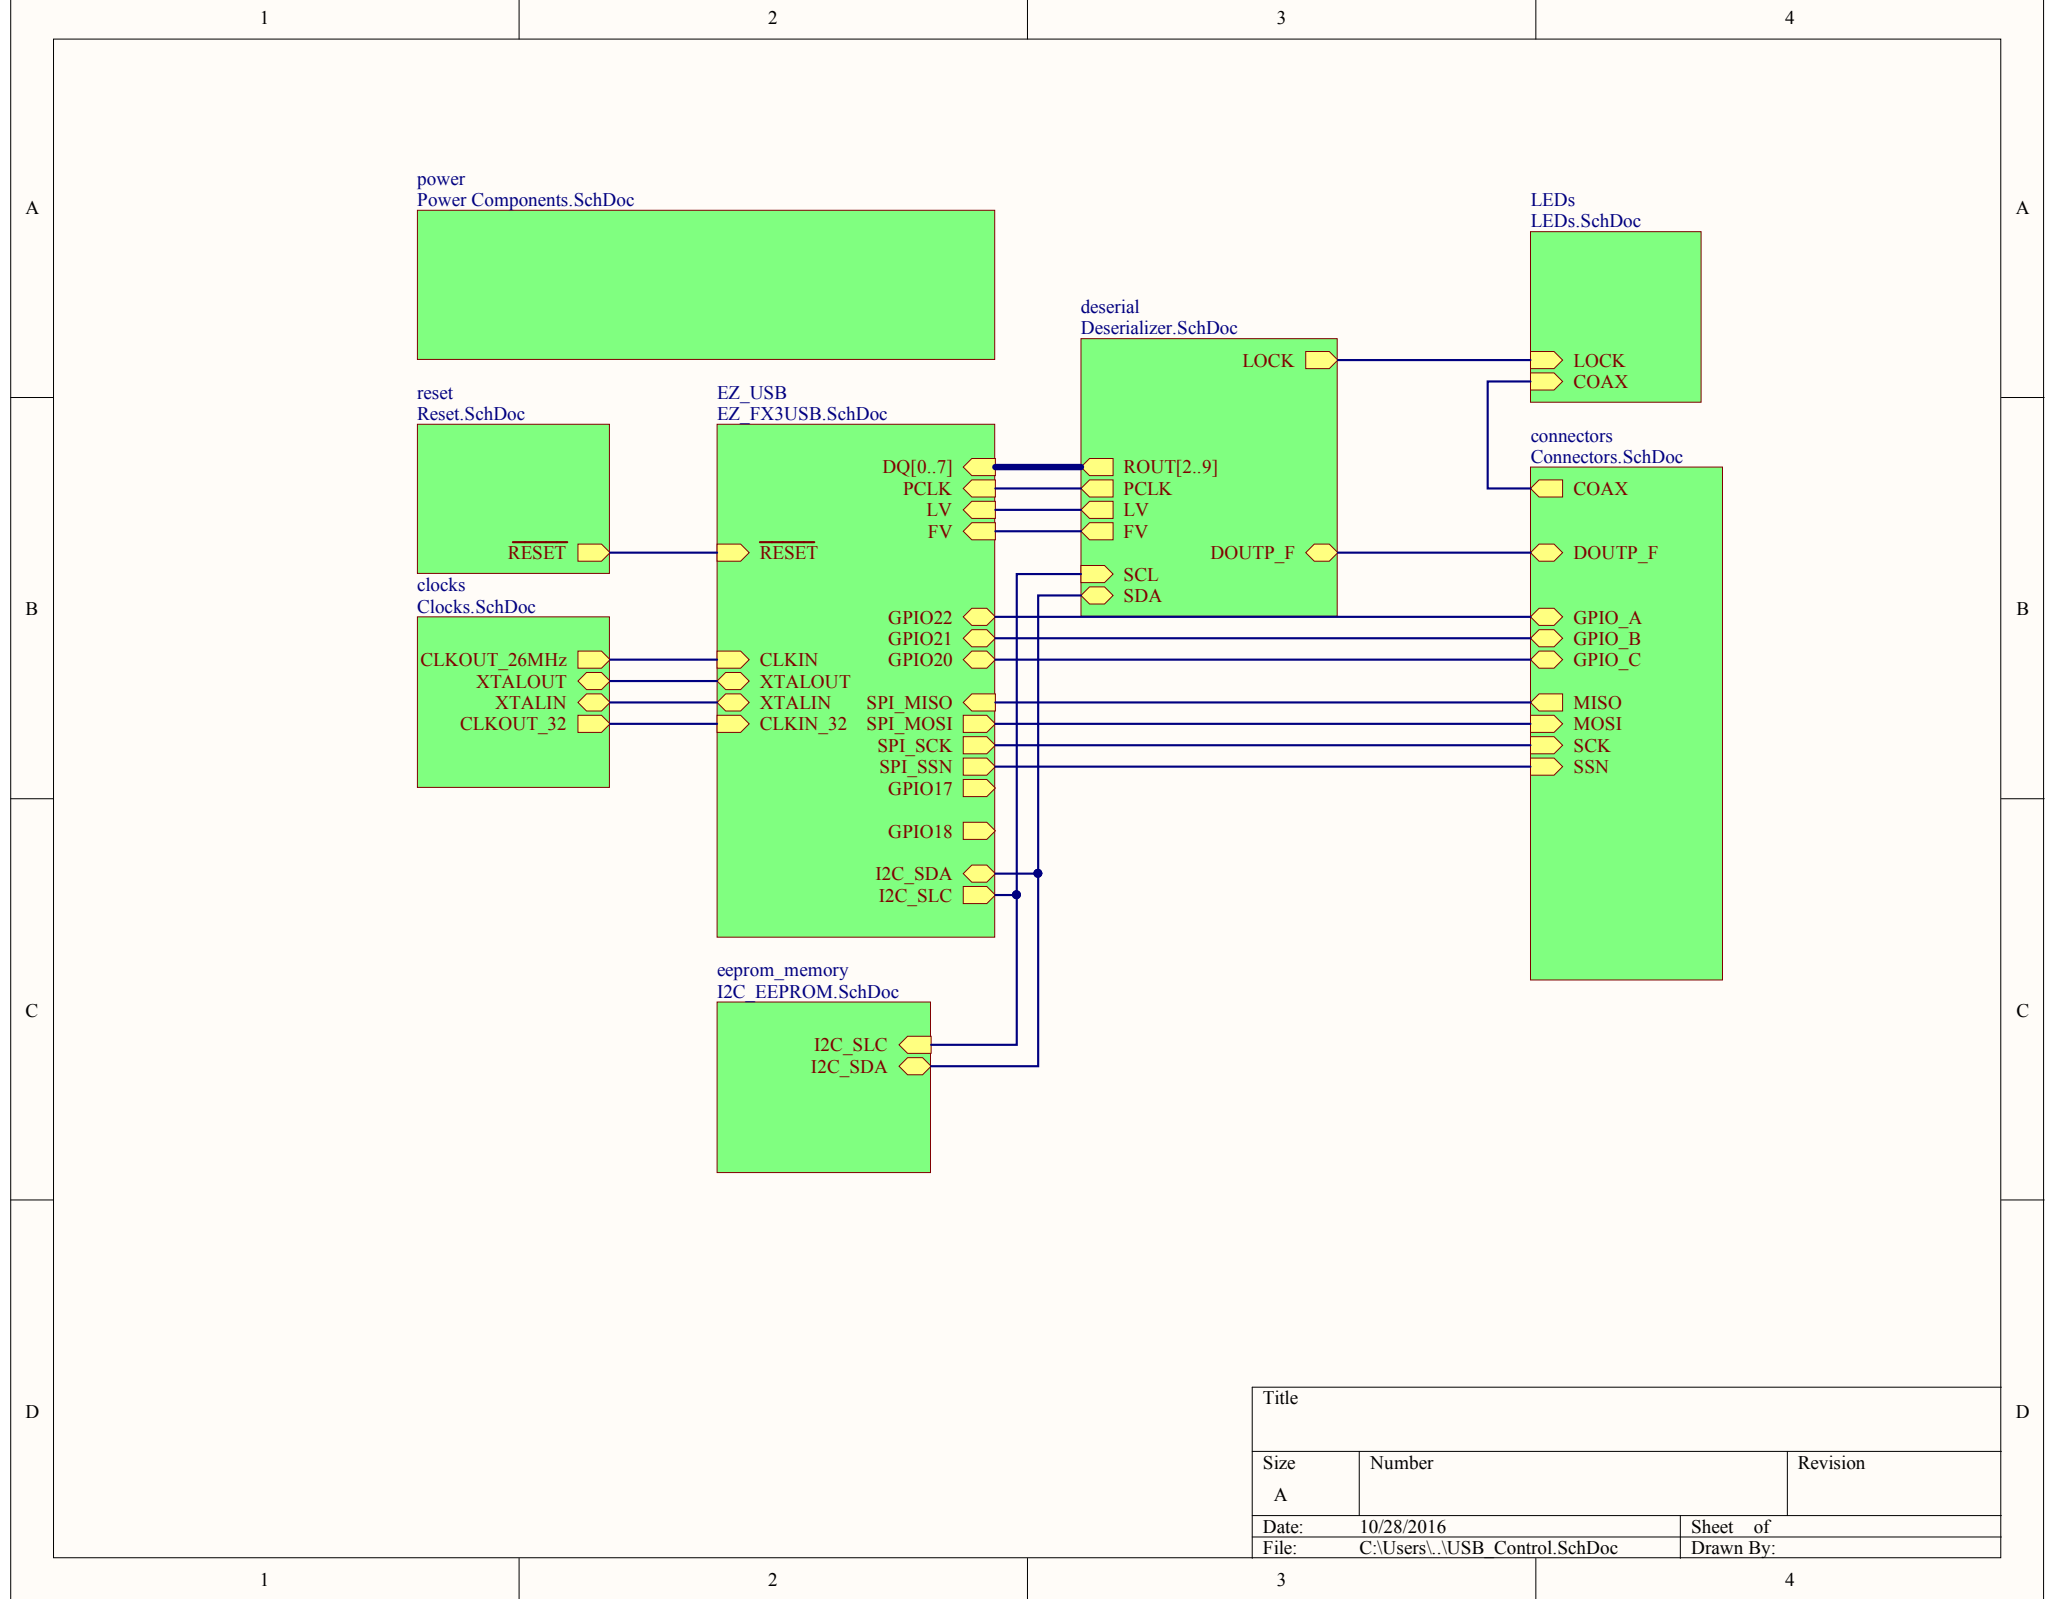 1 2 3 4
A A
B B
C C
D D
power
Power Components.SchDoc
LEDs
LEDs.SchDoc
LOCK
COAX
deserial
Deserializer.SchDoc
LOCK
ROUT[2..9]
PCLK
LV
FV
DOUTP_F
SCL
SDA
reset
Reset.SchDoc
RESET
EZ_USB
EZ_FX3USB.SchDoc
DQ[0..7]
PCLK
LV
FV
RESET
GPIO22
GPIO21
CLKIN GPIO20
XTALOUT
XTALIN SPI_MISO
CLKIN_32 SPI_MOSI
SPI_SCK
SPI_SSN
GPIO17
GPIO18
I2C_SDA
I2C_SLC
connectors
Connectors.SchDoc
COAX
DOUTP_F
GPIO_A
GPIO_B
GPIO_C
MISO
MOSI
SCK
SSN
clocks
Clocks.SchDoc
CLKOUT_26MHz
XTALOUT
XTALIN
CLKOUT_32
eeprom_memory
I2C_EEPROM.SchDoc
I2C_SLC
I2C_SDA
Title
Size Number Revision
A
Date: 10/28/2016 Sheet of
File: C:\Users\..\USB_Control.SchDoc Drawn By:
1 2 3 4